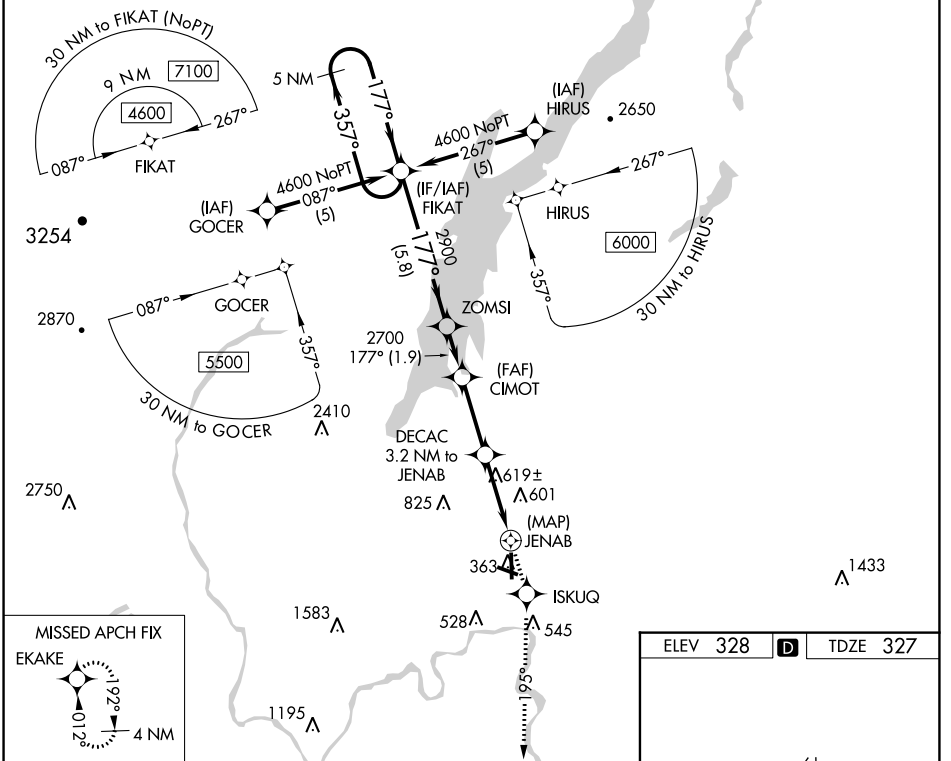 30 NM to FIKAT (NoPT)
7100
9 NM
4600
267°
087°
FIKAT
5 NM
177°
357°
(IAF)
HIRUS
2650
4600 NoPT
267°
(5)
4600 NoPT
087°
(5)
(IF/IAF)
FIKAT
(IAF)
GOCER
267°
HIRUS
6000
357°
30 NM to HIRUS
3254
2900
177°
(5.8)
087°
GOCER
357°
5500
30 NM to GOCER
2870
ZOMSI
2700
177° (1.9)
(FAF)
CIMOT
2410
DECAC
3.2 NM to
JENAB
619±
601
825
2750
(MAP)
JENAB
363
1433
ISKUQ
1583
528
545
195°
1195
MISSED APCH FIX
EKAKE
192°
012°
4 NM
ELEV 328
D
TDZE 327